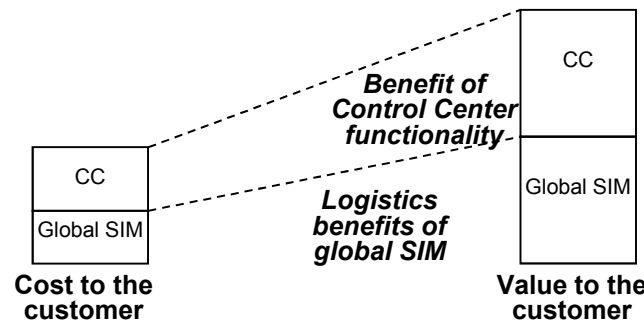 CC
Benefit of
Control Center
functionality
CC
Global SIM
Logistics
benefits of
global SIM
Global SIM
Cost to the
customer
Value to the
customer